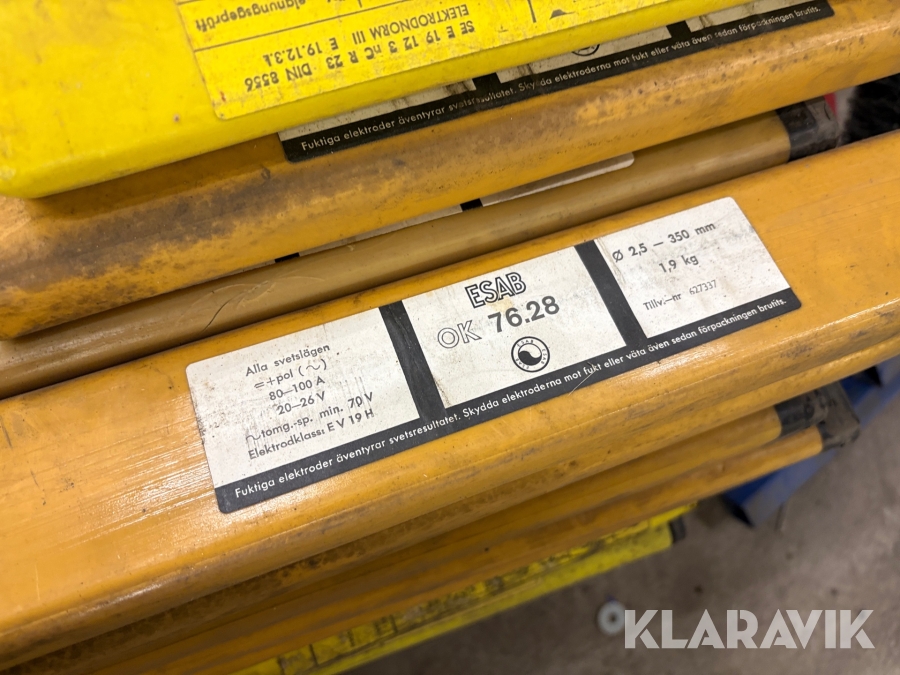 eignungsgeprüft
SE E 19 12 3 nC R 23 · DIN 8556
ELEKTRODNORM III E 19.12.3.L
Fuktiga elektroder äventyrar svetsresultatet. Skydda elektroderna mot fukt eller väta även sedan förpackningen brutits.
Alla svetslägen
=+pol (~)
80–100 A
20–26 V
~tomg.-sp. min. 70 V
Elektrodklass: E V 19 H
ESAB
OK 76.28
Ø 2,5 – 350 mm
1,9 kg
Tillv.–nr 627337
Fuktiga elektroder äventyrar svetsresultatet. Skydda elektroderna mot fukt eller väta även sedan förpackningen brutits.
KLARAVIK